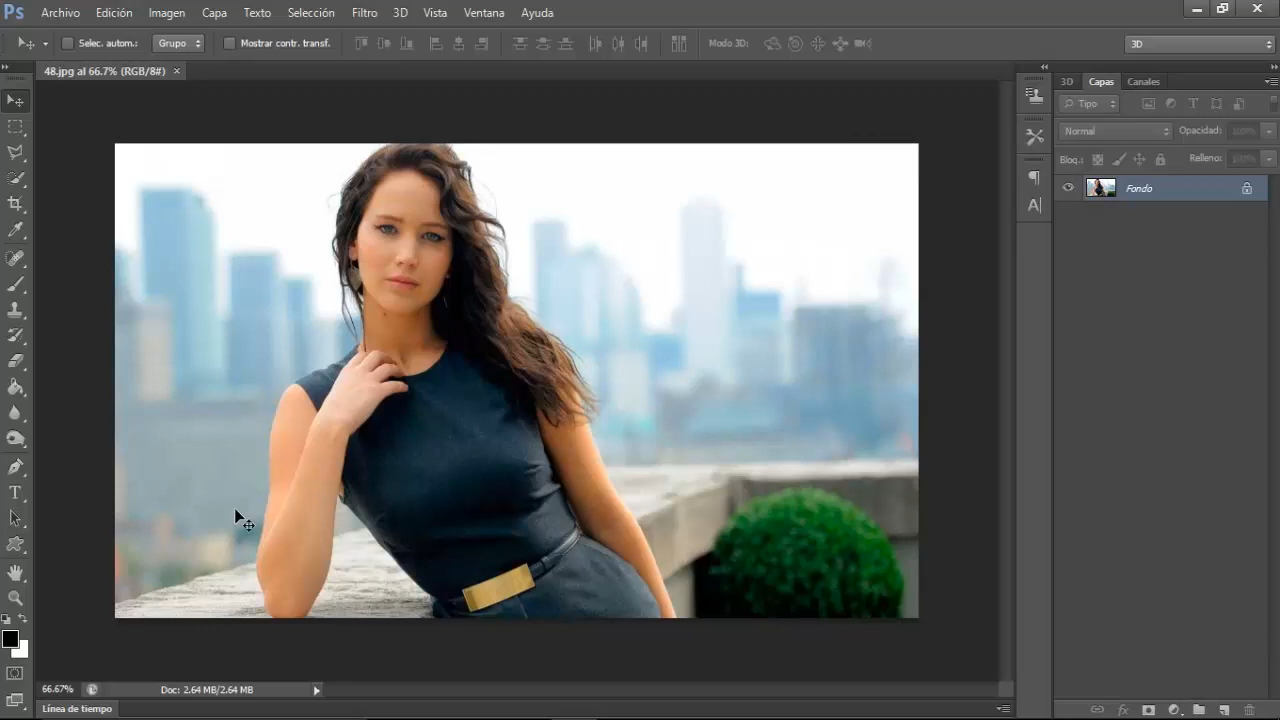 Ps Archivo Edición Imagen Capa Texto Selección Filtro 3D Vista Ventana Ayuda
Selec. autom.: Grupo Mostrar contr. transf. Modo 3D: 3D
48.jpg al 66.7% (RGB/8#) ×
3D Capas Canales
Tipo
Normal Opacidad: 100%
Bloq.: Relleno: 100%
Fondo
66.67% Doc: 2.64 MB/2.64 MB
Línea de tiempo